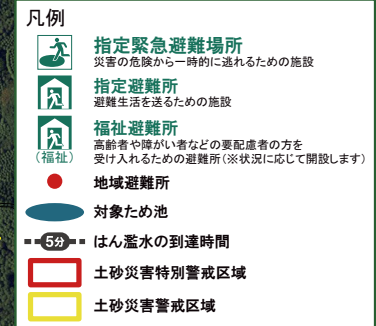 凡例
指定緊急避難場所
災害の危険から一時的に逃れるための施設
指定避難所
避難生活を送るための施設
福祉避難所
(福祉)
高齢者や障がい者などの要配慮者の方を
受け入れるための避難所(※状況に応じて開設します)
地域避難所
対象ため池
5分
はん濫水の到達時間
土砂災害特別警戒区域
土砂災害警戒区域